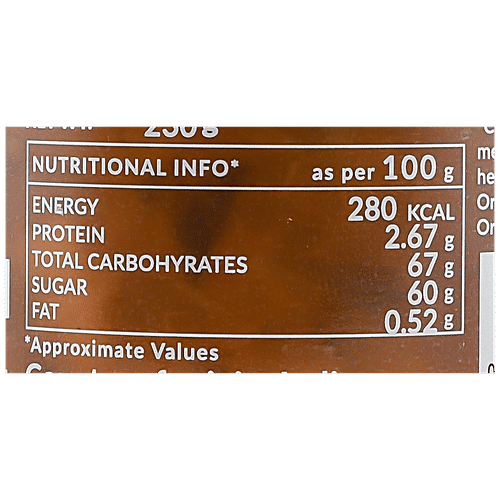 250g
NUTRITIONAL INFO* as per 100 g
ENERGY 280 KCAL
PROTEIN 2.67 g
TOTAL CARBOHYRATES 67 g
SUGAR 60 g
FAT 0.52 g
*Approximate Values